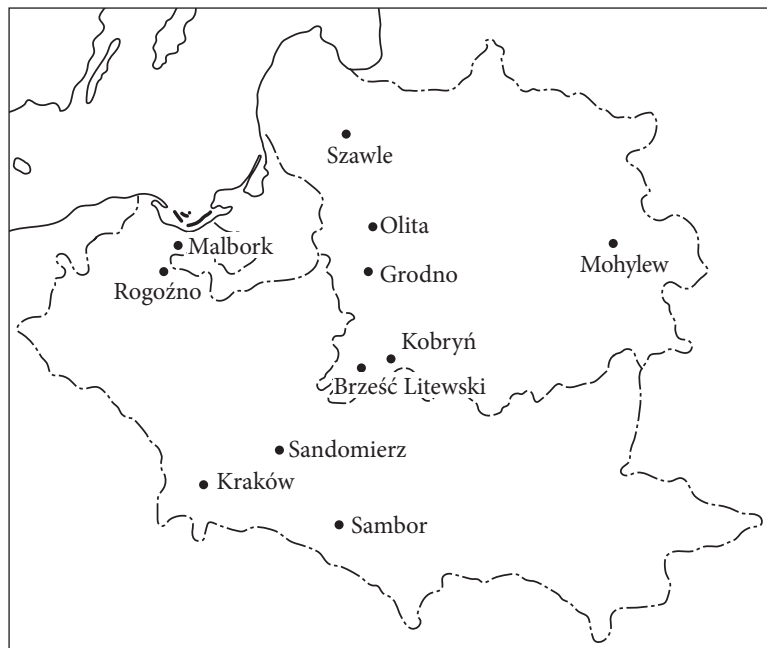 Szawle
Olita
Malbork
Mohylew
Grodno
Rogoźno
Kobryń
Brześć Litewski
Sandomierz
Kraków
Sambor